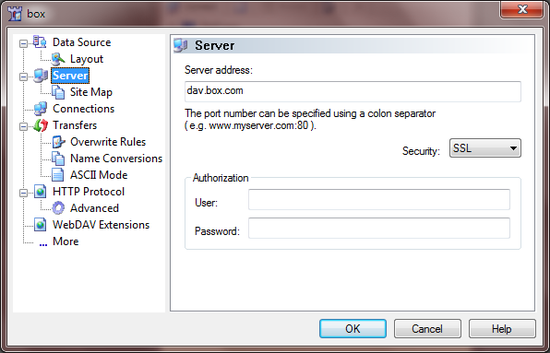 box
Data Source
Layout
Server
Site Map
Connections
Transfers
Overwrite Rules
Name Conversions
ASCII Mode
HTTP Protocol
Advanced
WebDAV Extensions
... More
Server
Server address:
dav.box.com
The port number can be specified using a colon separator
( e.g. www.myserver.com:80 ).
Security: SSL
Authorization
User:
Password:
OK Cancel Help